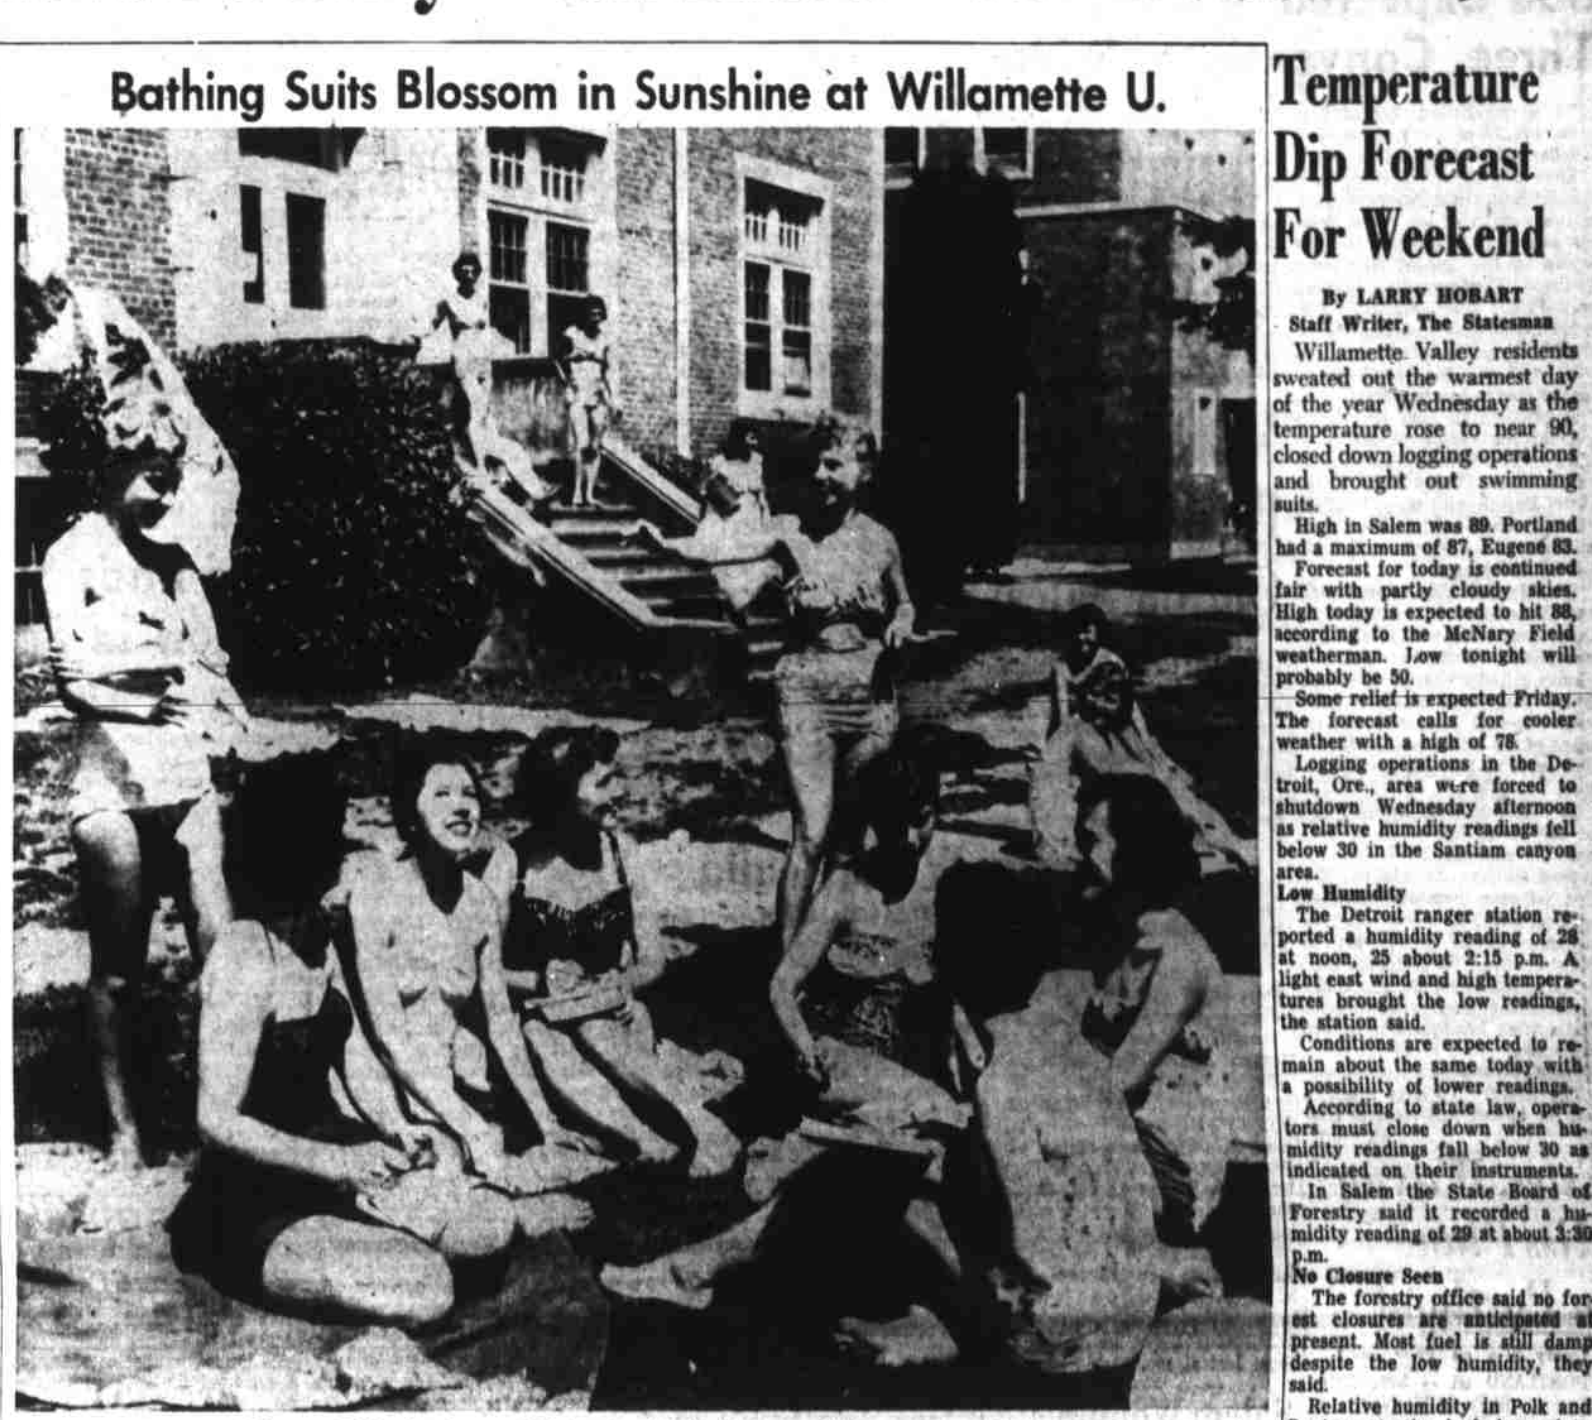 Bathing Suits Blossom in Sunshine at Willamette U.
Temperature
Dip Forecast
For Weekend
By LARRY HOBART
Staff Writer, The Statesman
Willamette Valley residents
sweated out the warmest day
of the year Wednesday as the
temperature rose to near 90,
closed down logging operations
and brought out swimming
suits.
High in Salem was 89. Portland
had a maximum of 87, Eugene 83.
Forecast for today is continued
fair with partly cloudy skies.
High today is expected to hit 88,
according to the McNary Field
weatherman. Low tonight will
probably be 50.
Some relief is expected Friday.
The forecast calls for cooler
weather with a high of 78.
Logging operations in the De-
troit, Ore., area were forced to
shutdown Wednesday afternoon
as relative humidity readings fell
below 30 in the Santiam canyon
area.
Low Humidity
The Detroit ranger station re-
ported a humidity reading of 28
at noon, 25 about 2:15 p.m. A
light east wind and high tempera-
tures brought the low readings,
the station said.
Conditions are expected to re-
main about the same today with
a possibility of lower readings.
According to state law, opera-
tors must close down when hu-
midity readings fall below 30 as
indicated on their instruments.
In Salem the State Board of
Forestry said it recorded a hu-
midity reading of 29 at about 3:30
p.m.
No Closure Seen
The forestry office said no for-
est closures are anticipated at
present. Most fuel is still damp
despite the low humidity, they
said.
Relative humidity in Polk and